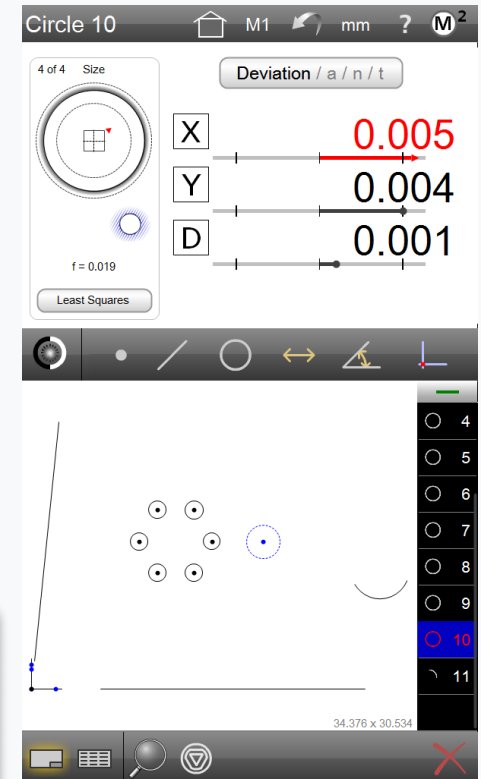 Circle 10 M1 mm ? M2
4 of 4 Size
Deviation / a / n / t
X 0.005
Y 0.004
D 0.001
f = 0.019
Least Squares
4
5
6
7
8
9
10
11
34.376 x 30.534